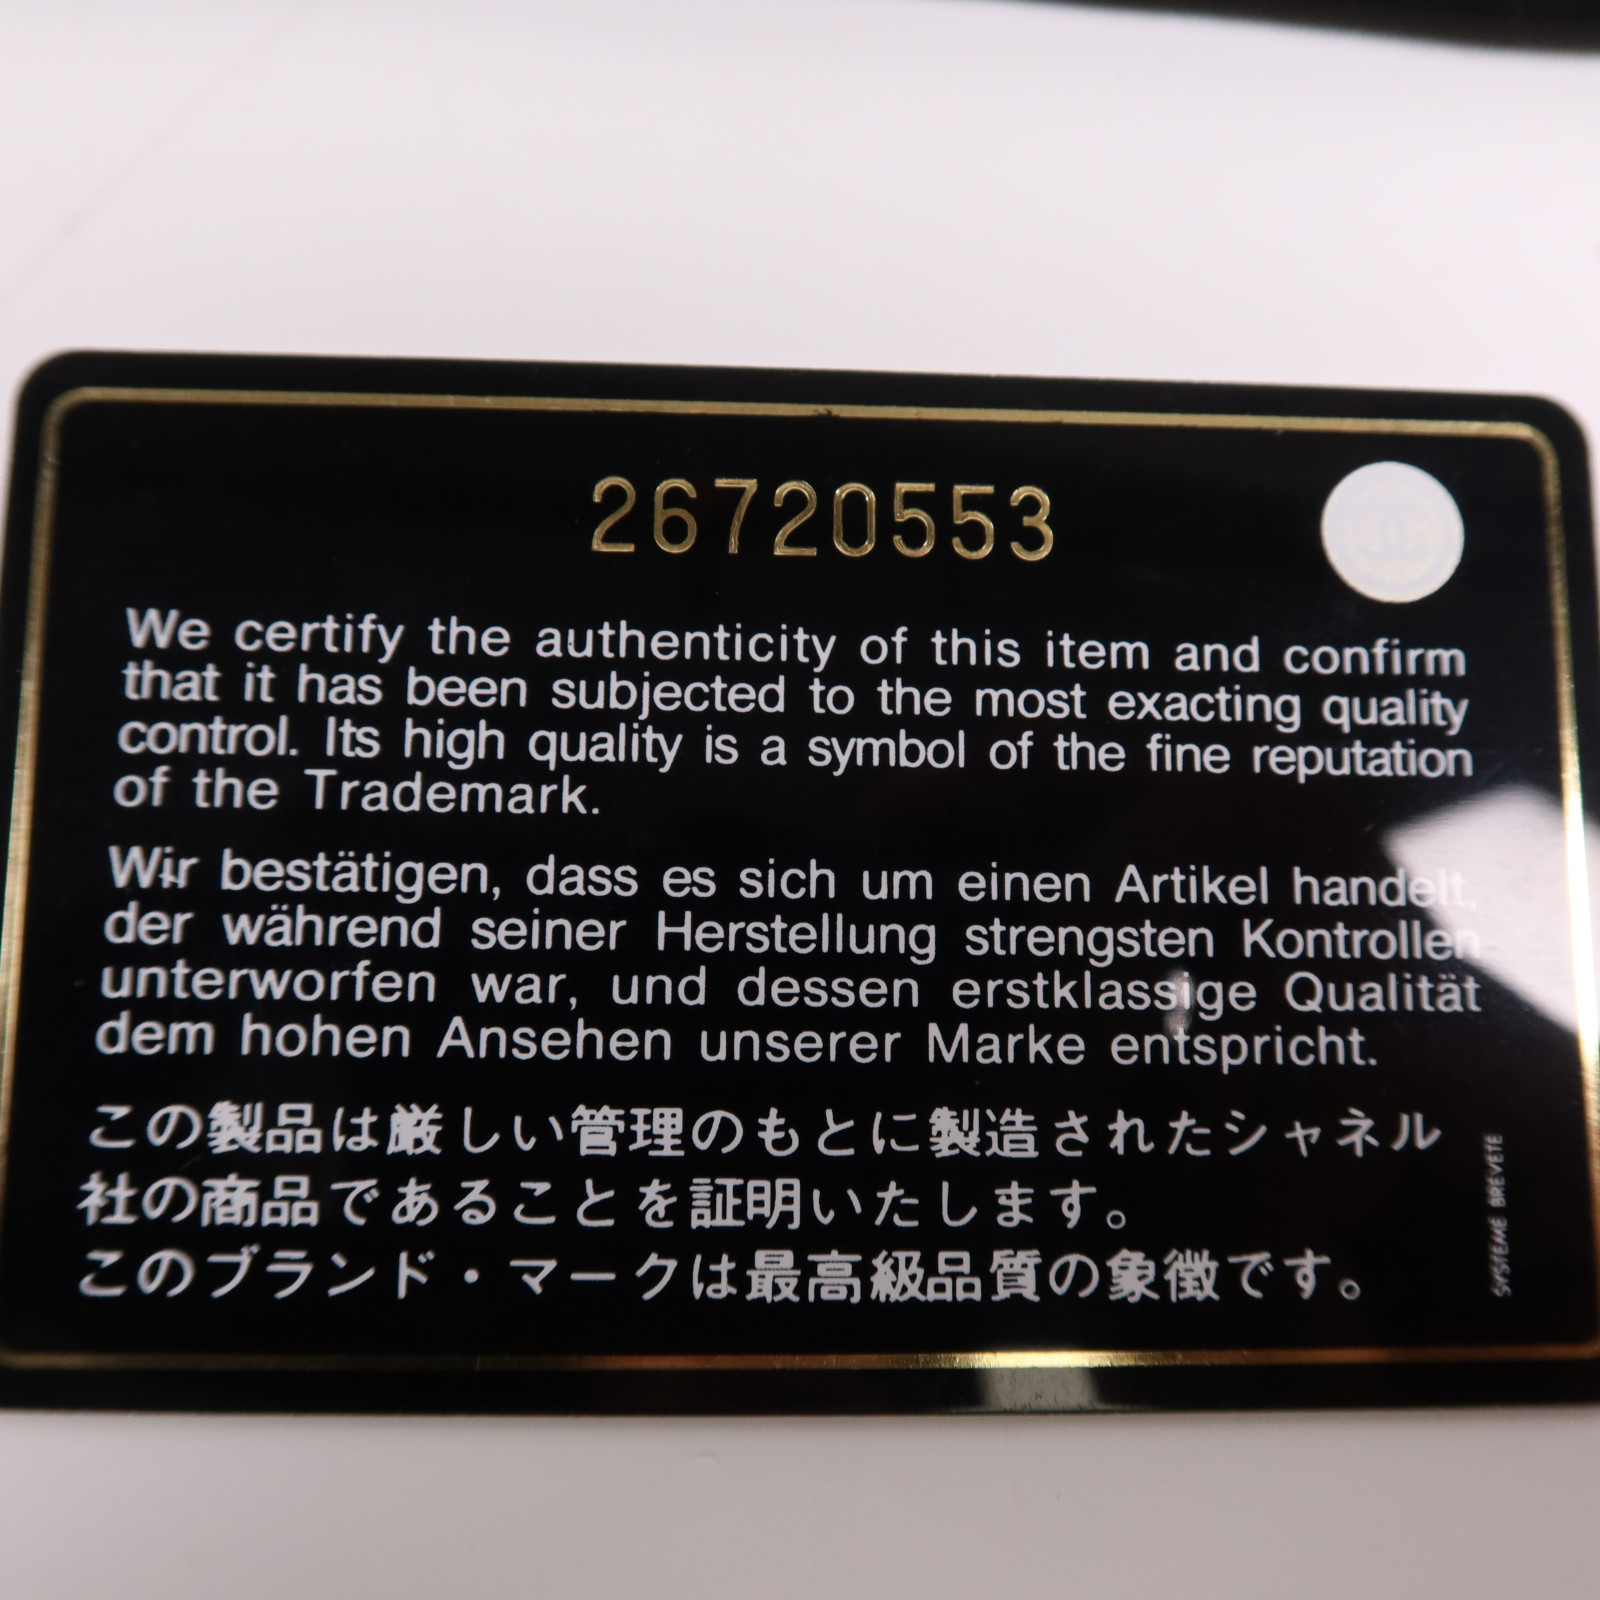 26720553
We certify the authenticity of this item and confirm
that it has been subjected to the most exacting quality
control. Its high quality is a symbol of the fine reputation
of the Trademark.
Wir bestätigen, dass es sich um einen Artikel handelt,
der während seiner Herstellung strengsten Kontrollen
unterworfen war, und dessen erstklassige Qualität
dem hohen Ansehen unserer Marke entspricht.
この製品は厳しい管理のもとに製造されたシャネル
社の商品であることを証明いたします。
このブランド・マークは最高級品質の象徴です。
SYSTEME BREVETE